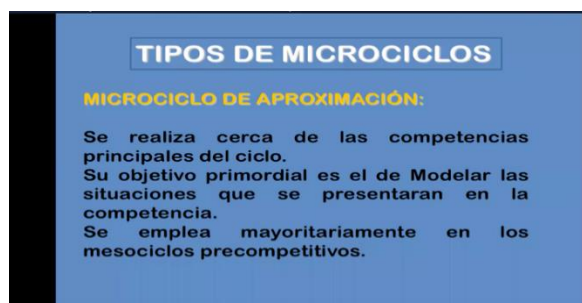 TIPOS DE MICROCICLOS
MICROCICLO DE APROXIMACIÓN:
Se realiza cerca de las competencias
principales del ciclo.
Su objetivo primordial es el de Modelar las
situaciones que se presentaran en la
competencia.
Se emplea mayoritariamente en los
mesociclos precompetitivos.